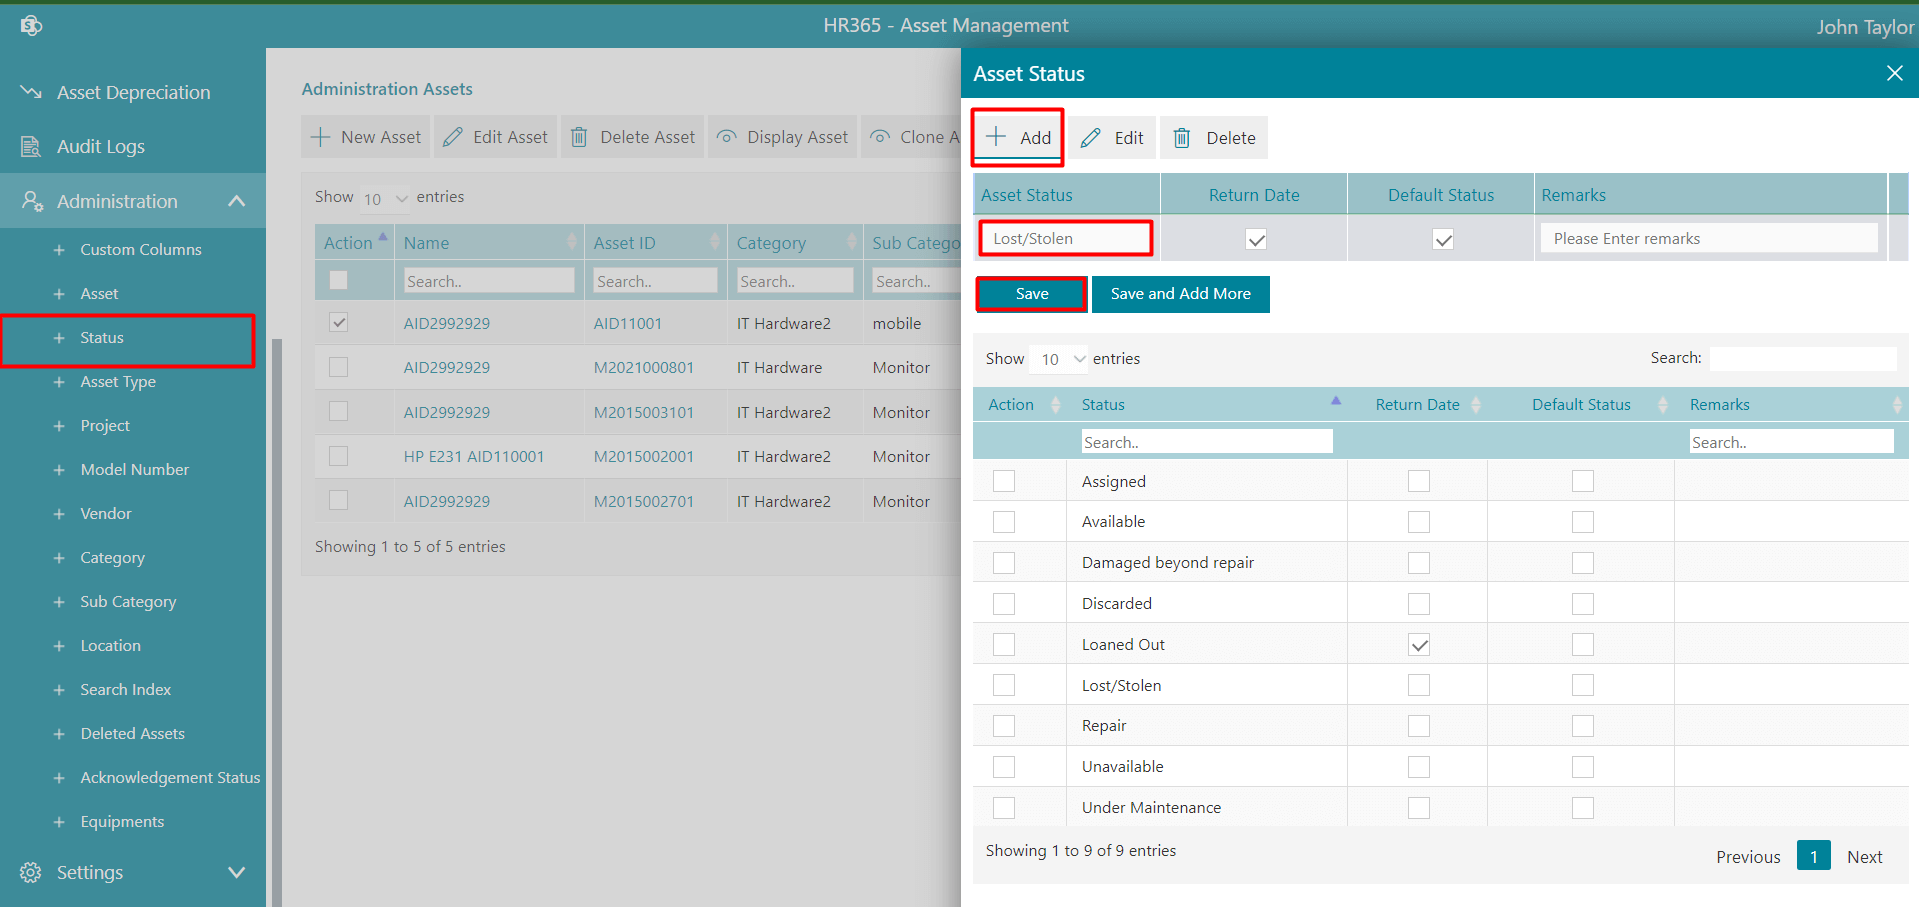 HR365 - Asset Management
John Taylor
Asset Depreciation
Audit Logs
Administration
Custom Columns
Asset
Status
Asset Type
Project
Model Number
Vendor
Category
Sub Category
Location
Search Index
Deleted Assets
Acknowledgement Status
Equipments
Settings
Administration Assets
New Asset Edit Asset Delete Asset Display Asset Clone A
Show 10 entries
Action Name Asset ID Category Sub Catego
Search.. Search.. Search.. Search..
AID2992929 AID11001 IT Hardware2 mobile
AID2992929 M2021000801 IT Hardware Monitor
AID2992929 M2015003101 IT Hardware2 Monitor
HP E231 AID110001 M2015002001 IT Hardware2 Monitor
AID2992929 M2015002701 IT Hardware2 Monitor
Showing 1 to 5 of 5 entries
Asset Status
Add Edit Delete
Asset Status Return Date Default Status Remarks
Lost/Stolen Please Enter remarks
Save Save and Add More
Show 10 entries Search:
Action Status Return Date Default Status Remarks
Search.. Search..
Assigned
Available
Damaged beyond repair
Discarded
Loaned Out
Lost/Stolen
Repair
Unavailable
Under Maintenance
Showing 1 to 9 of 9 entries
Previous 1 Next